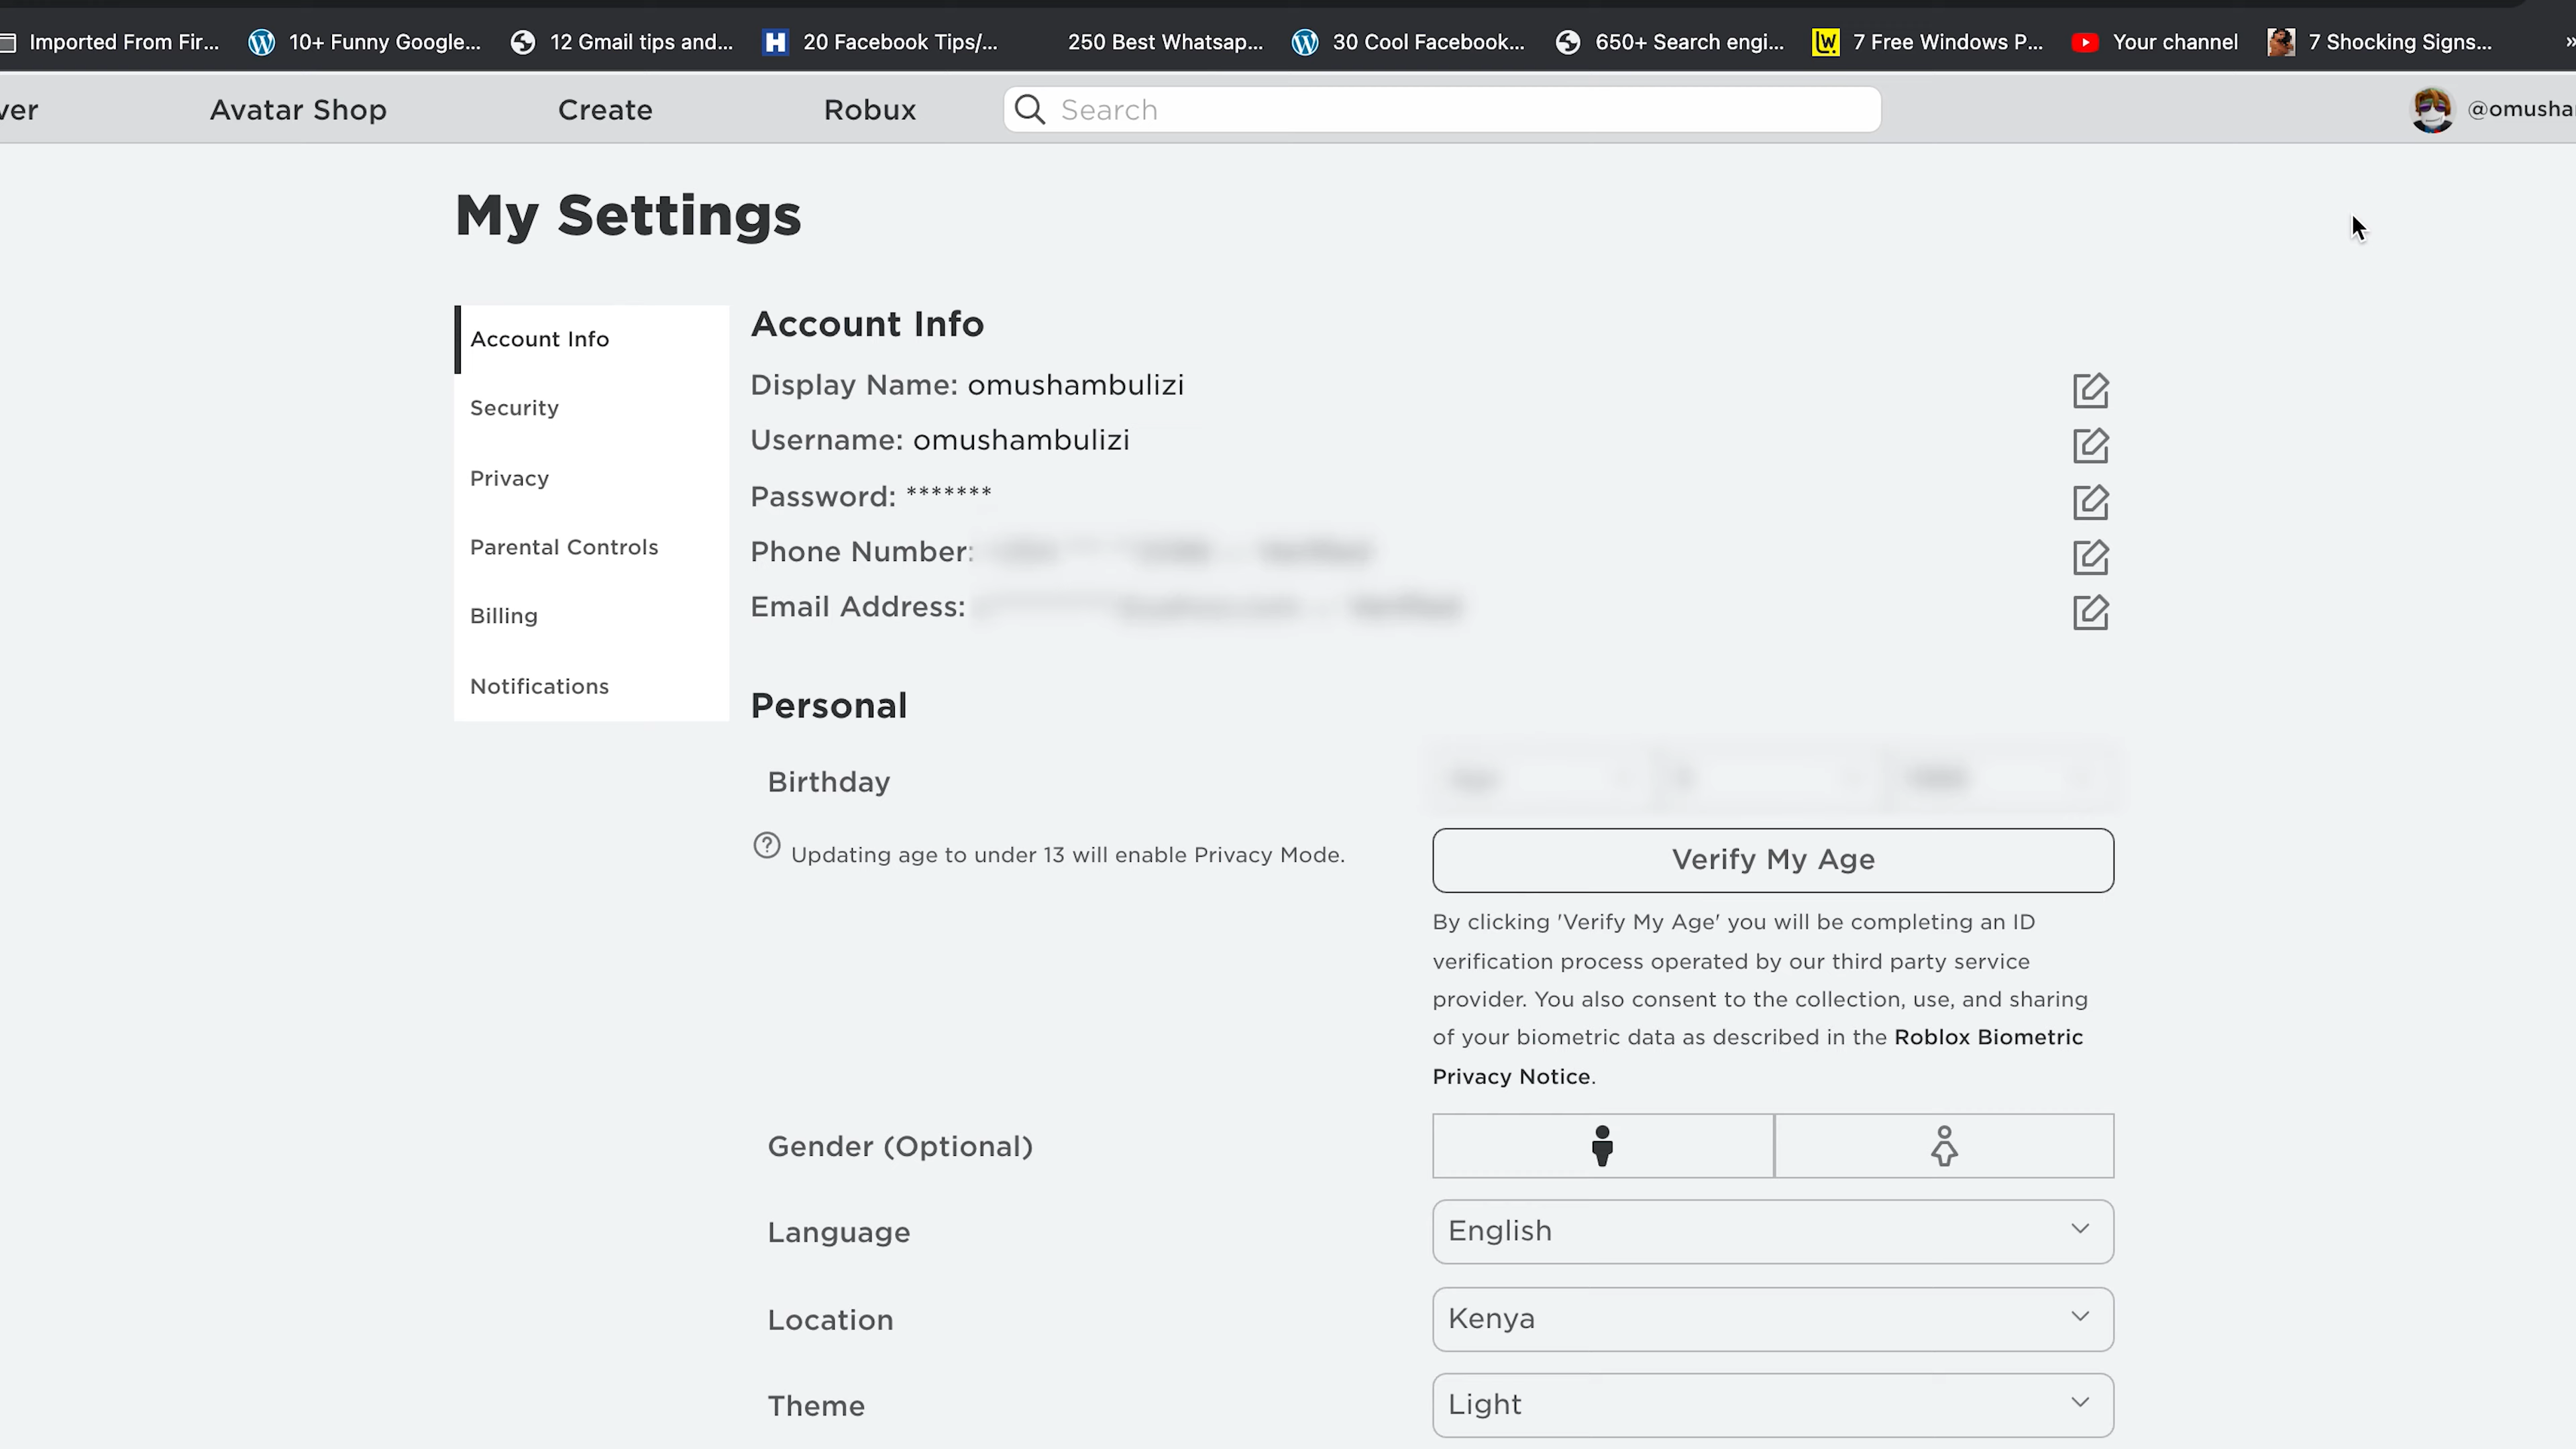 Imported From Fir...
10+ Funny Google...
12 Gmail tips and...
20 Facebook Tips/...
250 Best Whatsap...
30 Cool Facebook...
650+ Search engi...
7 Free Windows P...
Your channel
7 Shocking Signs...
»
ver
Avatar Shop
Create
Robux
Search
@omusha
My Settings
Account Info
Security
Privacy
Parental Controls
Billing
Notifications
Account Info
Display Name: omushambulizi
Username: omushambulizi
Password: *******
Phone Number:
Email Address:
Personal
Birthday
Updating age to under 13 will enable Privacy Mode.
Verify My Age
By clicking 'Verify My Age' you will be completing an ID
verification process operated by our third party service
provider. You also consent to the collection, use, and sharing
of your biometric data as described in the Roblox Biometric
Privacy Notice.
Gender (Optional)
Language
English
Location
Kenya
Theme
Light